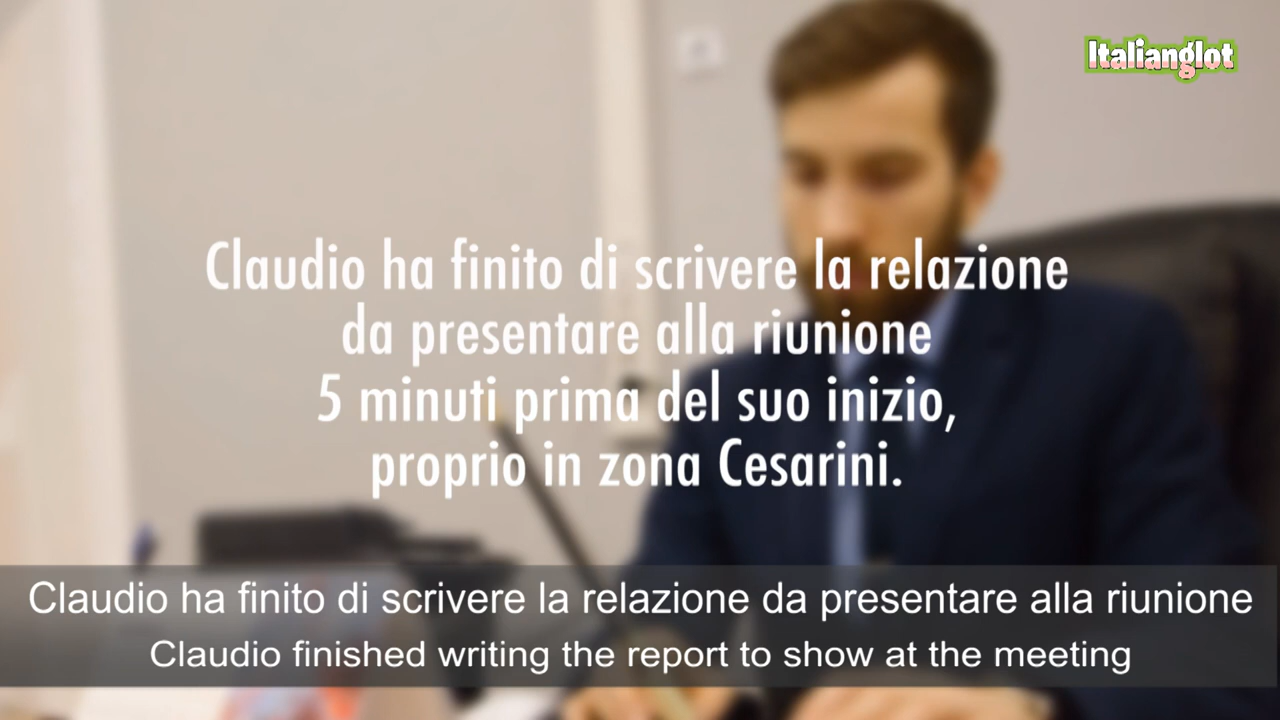 Italianglot
Claudio ha finito di scrivere la relazione
da presentare alla riunione
5 minuti prima del suo inizio,
proprio in zona Cesarini.
Claudio ha finito di scrivere la relazione da presentare alla riunione
Claudio finished writing the report to show at the meeting